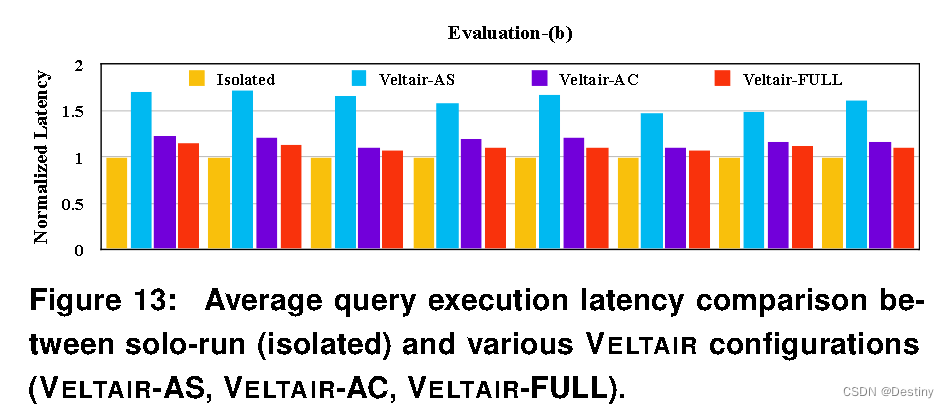 Evaluation-(b)
2
Isolated Veltair-AS Veltair-AC Veltair-FULL
1.5
1
0.5
0
Normalized Latency
Figure 13: Average query execution latency comparison be-
tween solo-run (isolated) and various VELTAIR configurations
(VELTAIR-AS, VELTAIR-AC, VELTAIR-FULL).
CSDN @Destiny